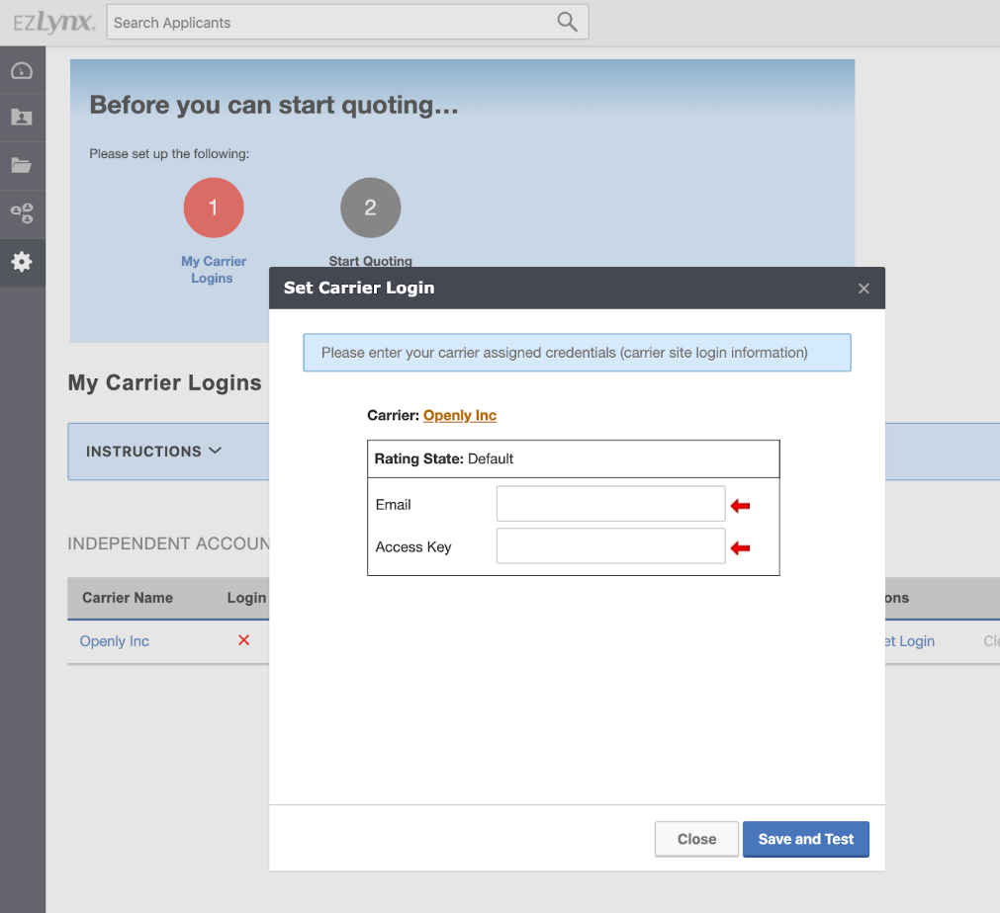 EZLynx.
Search Applicants
Before you can start quoting...
Please set up the following:
1
2
My Carrier
Logins
Start Quoting
Set Carrier Login
×
Please enter your carrier assigned credentials (carrier site login information)
Carrier: Openly Inc
Rating State: Default
Email
Access Key
Close
Save and Test
My Carrier Logins
INSTRUCTIONS
INDEPENDENT ACCOUN
Carrier Name
Login
ons
Openly Inc
et Login
Cle